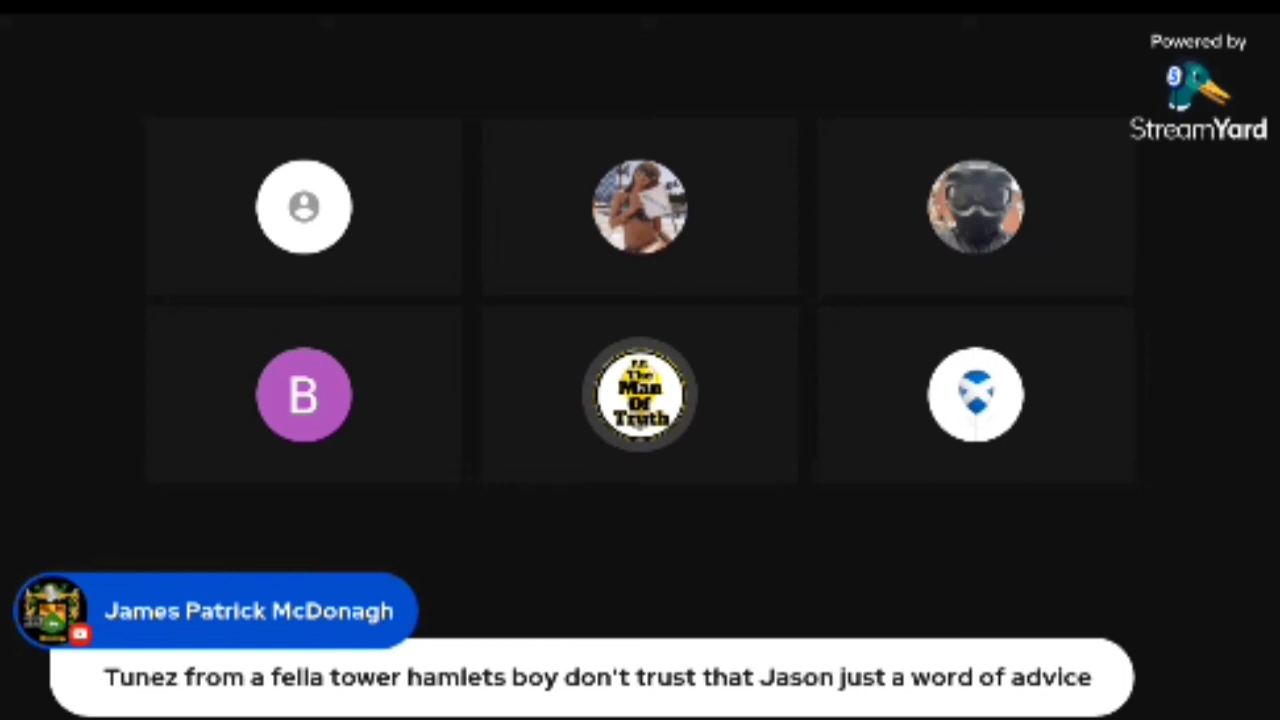 Powered by
StreamYard
B
The
Man
Of
Truth
James Patrick McDonagh
Tunez from a fella tower hamlets boy don't trust that Jason just a word of advice